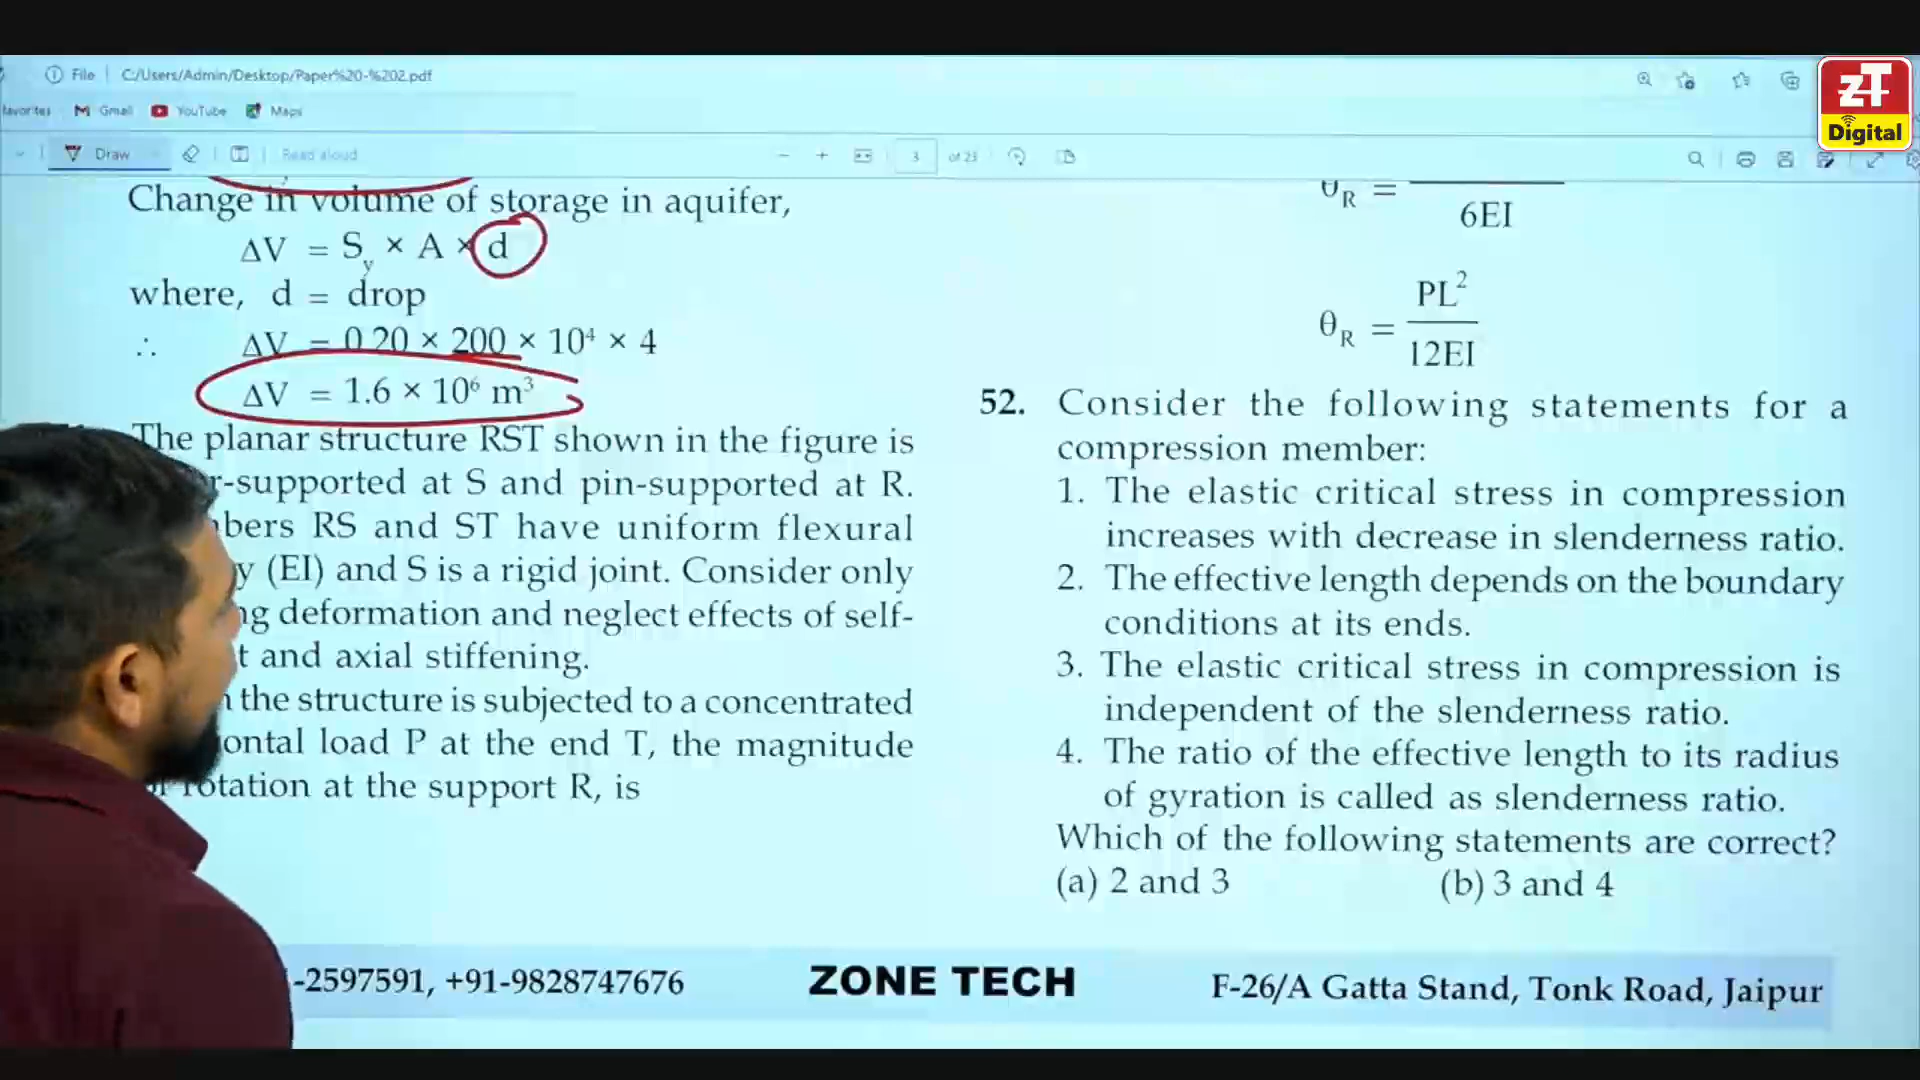 File | C:/Users/Admin/Desktop/Paper%20-%202.pdf
favorites Gmail YouTube Maps
Draw Read aloud 3 of 23
ZT
Digital
Change in volume of storage in aquifer,
ΔV = S_y × A × d
where, d = drop
∴ ΔV = 0.20 × 200 × 10⁴ × 4
ΔV = 1.6 × 10⁶ m³
The planar structure RST shown in the figure is
-supported at S and pin-supported at R.
bers RS and ST have uniform flexural
y (EI) and S is a rigid joint. Consider only
ng deformation and neglect effects of self-
t and axial stiffening.
the structure is subjected to a concentrated
ontal load P at the end T, the magnitude
rotation at the support R, is
θ_R =
6EI
θ_R = PL²
12EI
52. Consider the following statements for a
compression member:
1. The elastic critical stress in compression
increases with decrease in slenderness ratio.
2. The effective length depends on the boundary
conditions at its ends.
3. The elastic critical stress in compression is
independent of the slenderness ratio.
4. The ratio of the effective length to its radius
of gyration is called as slenderness ratio.
Which of the following statements are correct?
(a) 2 and 3 (b) 3 and 4
-2597591, +91-9828747676 ZONE TECH F-26/A Gatta Stand, Tonk Road, Jaipur